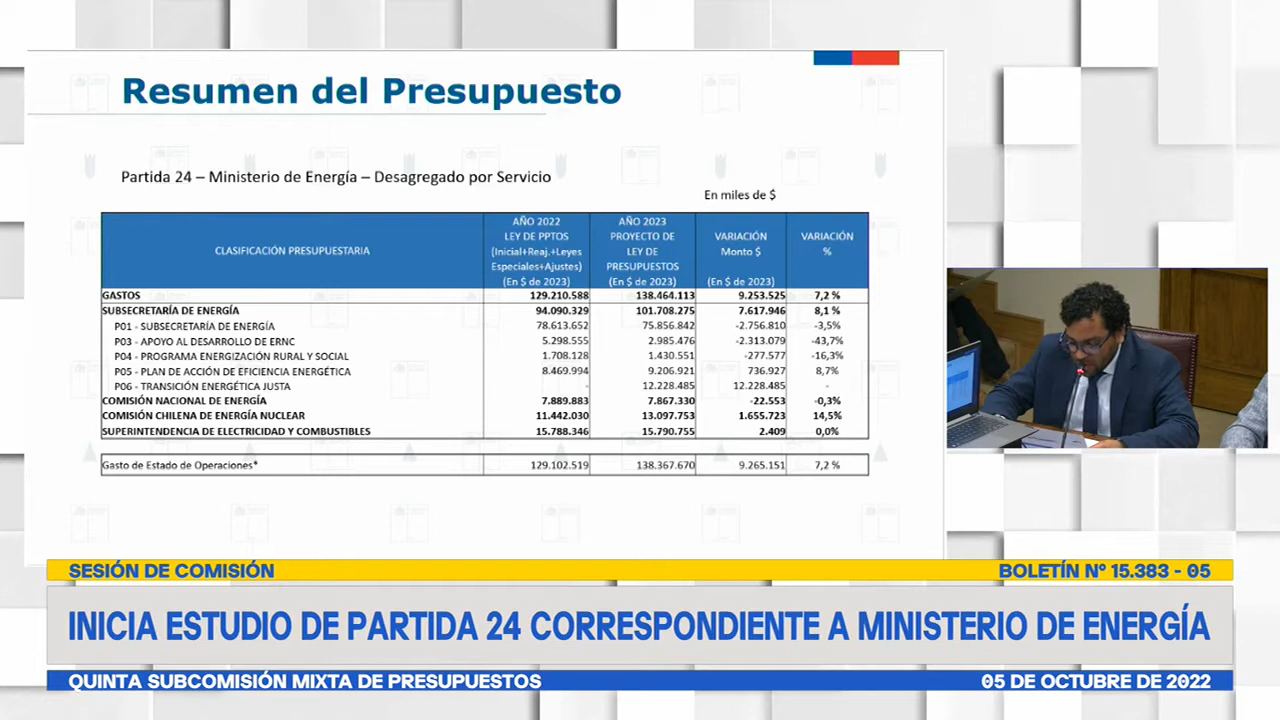 Resumen del Presupuesto
Partida 24 – Ministerio de Energía – Desagregado por Servicio
En miles de $
CLASIFICACIÓN PRESUPUESTARIA
AÑO 2022
LEY DE PPTOS
(Inicial+Reaj.+Leyes
Especiales+Ajustes)
(En $ de 2023)
AÑO 2023
PROYECTO DE
LEY DE
PRESUPUESTOS
(En $ de 2023)
VARIACIÓN
Monto $
(En $ de 2023)
VARIACIÓN
%
GASTOS 129.210.588 138.464.113 9.253.525 7,2 %
SUBSECRETARÍA DE ENERGÍA 94.090.329 101.708.275 7.617.946 8,1 %
P01 - SUBSECRETARÍA DE ENERGÍA 78.613.652 75.856.842 -2.756.810 -3,5%
P03 - APOYO AL DESARROLLO DE ERNC 5.298.555 2.985.476 -2.313.079 -43,7%
P04 - PROGRAMA ENERGIZACIÓN RURAL Y SOCIAL 1.708.128 1.430.551 -277.577 -16,3%
P05 - PLAN DE ACCIÓN DE EFICIENCIA ENERGÉTICA 8.469.994 9.206.921 736.927 8,7%
P06 - TRANSICIÓN ENERGÉTICA JUSTA - 12.228.485 12.228.485 -
COMISIÓN NACIONAL DE ENERGÍA 7.889.883 7.867.330 -22.553 -0,3%
COMISIÓN CHILENA DE ENERGÍA NUCLEAR 11.442.030 13.097.753 1.655.723 14,5%
SUPERINTENDENCIA DE ELECTRICIDAD Y COMBUSTIBLES 15.788.346 15.790.755 2.409 0,0%
Gasto de Estado de Operaciones* 129.102.519 138.367.670 9.265.151 7,2 %
SESIÓN DE COMISIÓN
BOLETÍN N° 15.383 - 05
INICIA ESTUDIO DE PARTIDA 24 CORRESPONDIENTE A MINISTERIO DE ENERGÍA
QUINTA SUBCOMISIÓN MIXTA DE PRESUPUESTOS
05 DE OCTUBRE DE 2022